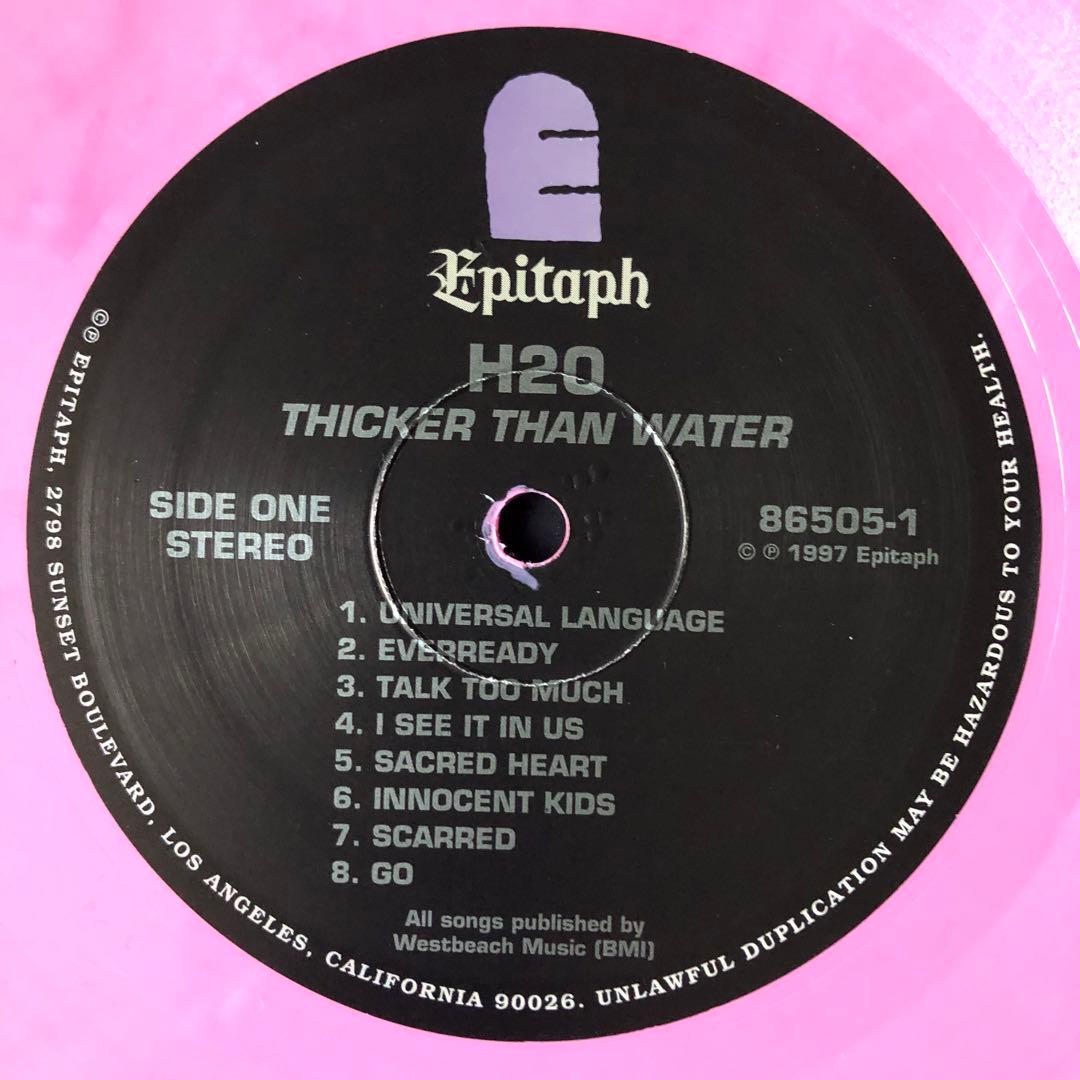 Epitaph
H2O
THICKER THAN WATER
SIDE ONE
STEREO
86505-1
© ℗ 1997 Epitaph
1. UNIVERSAL LANGUAGE
2. EVERREADY
3. TALK TOO MUCH
4. I SEE IT IN US
5. SACRED HEART
6. INNOCENT KIDS
7. SCARRED
8. GO
All songs published by
Westbeach Music (BMI)
©℗ EPITAPH, 2798 SUNSET BOULEVARD, LOS ANGELES, CALIFORNIA 90026. UNLAWFUL DUPLICATION MAY BE HAZARDOUS TO YOUR HEALTH.